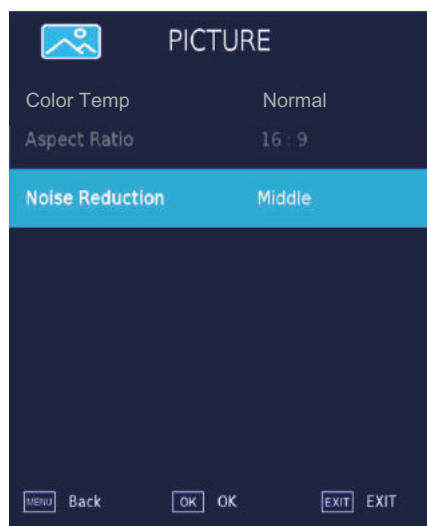 PICTURE
Color Temp Normal
Aspect Ratio 16 : 9
Noise Reduction Middle
MENU Back OK OK EXIT EXIT